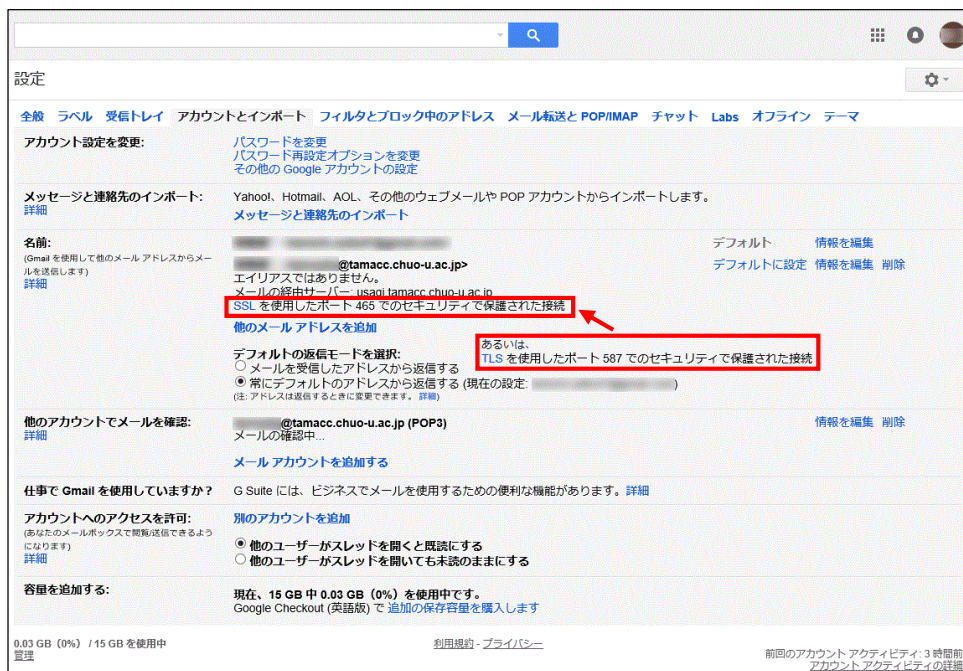 設定
全般 ラベル 受信トレイ アカウントとインポート フィルタとブロック中のアドレス メール転送と POP/IMAP チャット Labs オフライン テーマ
アカウント設定を変更:
パスワードを変更
パスワード再設定オプションを変更
その他の Google アカウントの設定
メッセージと連絡先のインポート:
詳細
Yahoo!、Hotmail、AOL、その他のウェブメールや POP アカウントからインポートします。
メッセージと連絡先のインポート
名前:
(Gmail を使用して他のメール アドレスからメー
ルを送信します)
詳細
デフォルト 情報を編集
@tamacc.chuo-u.ac.jp>
デフォルトに設定 情報を編集 削除
エイリアスではありません。
メールの経由サーバー: usagi.tamacc.chuo-u.ac.jp
SSL を使用したポート 465 でのセキュリティで保護された接続
他のメール アドレスを追加
あるいは、
TLS を使用したポート 587 でのセキュリティで保護された接続
デフォルトの返信モードを選択:
メールを受信したアドレスから返信する
常にデフォルトのアドレスから返信する (現在の設定: )
(注: アドレスは返信するときに変更できます。 詳細)
他のアカウントでメールを確認:
詳細
@tamacc.chuo-u.ac.jp (POP3)
情報を編集 削除
メールの確認中...
メール アカウントを追加する
仕事で Gmail を使用していますか？
G Suite には、ビジネスでメールを使用するための便利な機能があります。詳細
アカウントへのアクセスを許可:
(あなたのメールボックスで閲覧/送信できるよう
になります)
詳細
別のアカウントを追加
他のユーザーがスレッドを開くと既読にする
他のユーザーがスレッドを開いても未読のままにする
容量を追加する:
現在、15 GB 中 0.03 GB（0%）を使用中です。
Google Checkout (英語版) で 追加の保存容量を購入します
0.03 GB（0%）/ 15 GB を使用中
管理
利用規約 - プライバシー
前回のアカウント アクティビティ: 3 時間前
アカウント アクティビティの詳細